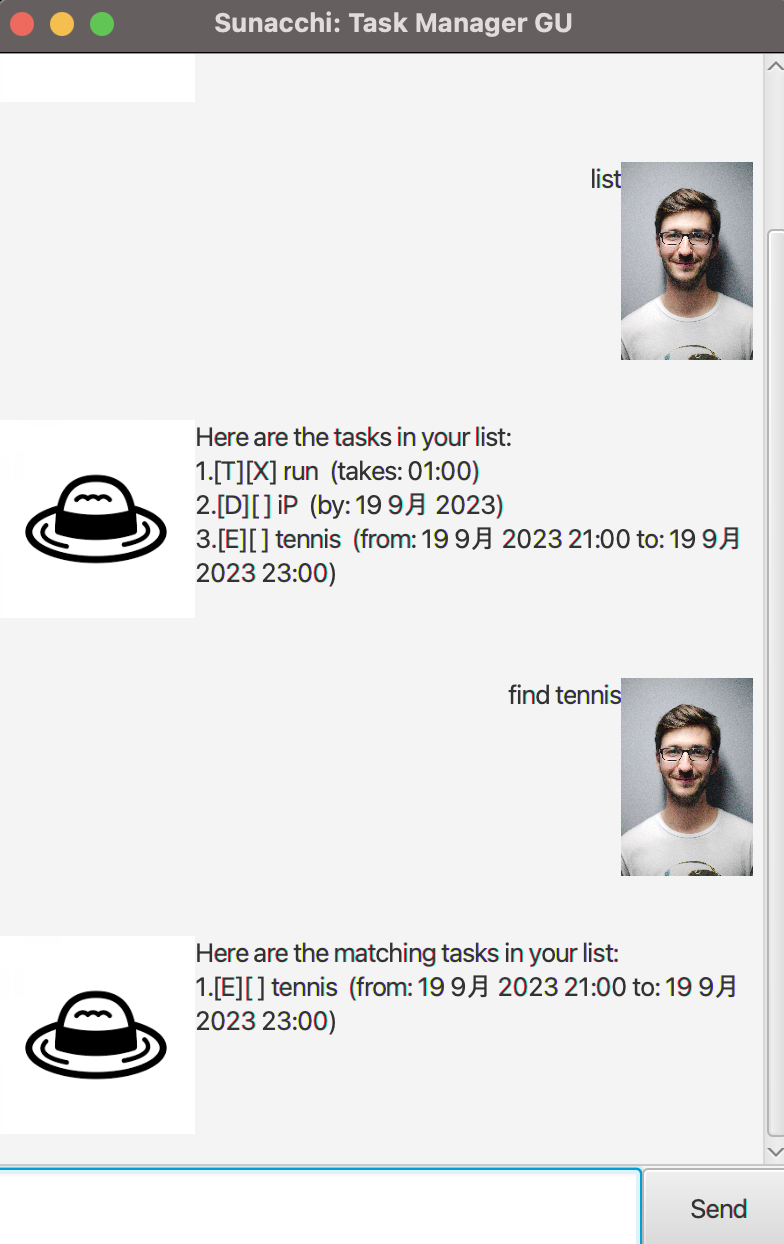 Sunacchi: Task Manager GU
list
Here are the tasks in your list:
1.[T][X] run  (takes: 01:00)
2.[D][ ] iP  (by: 19 9月 2023)
3.[E][ ] tennis  (from: 19 9月 2023 21:00 to: 19 9月
2023 23:00)
find tennis
Here are the matching tasks in your list:
1.[E][ ] tennis  (from: 19 9月 2023 21:00 to: 19 9月
2023 23:00)
Send